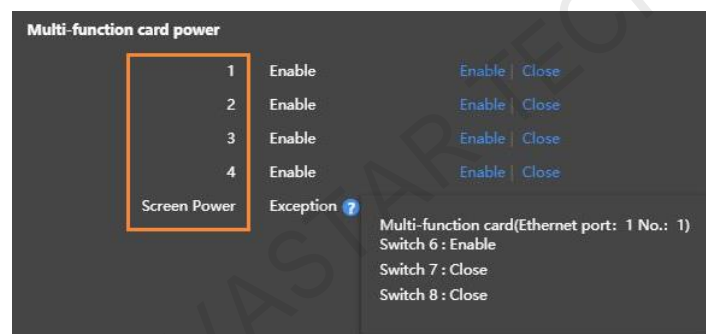 Multi-function card power
1 Enable Enable | Close
2 Enable Enable | Close
3 Enable Enable | Close
4 Enable Enable | Close
Screen Power Exception ?
Multi-function card(Ethernet port: 1 No.: 1)
Switch 6 : Enable
Switch 7 : Close
Switch 8 : Close